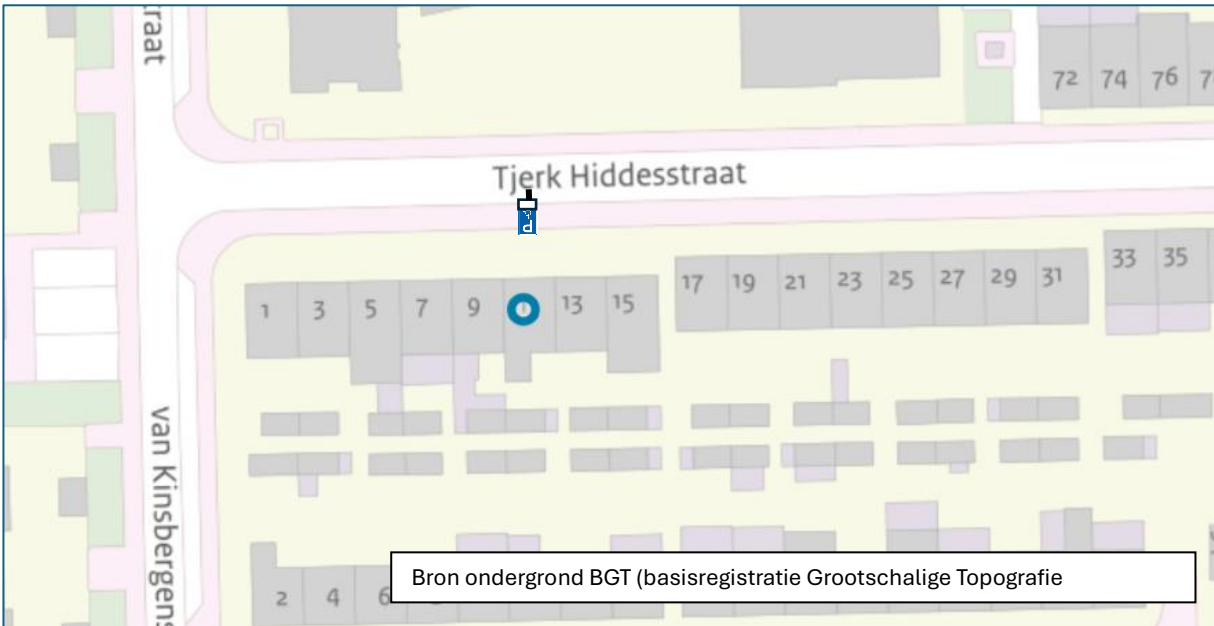 raat
72 74 76 7
Tjerk Hiddesstraat
P
1 3 5 7 9 13 15 17 19 21 23 25 27 29 31 33 35
van Kinsbergens
2 4 6
Bron ondergrond BGT (basisregistratie Grootschalige Topografie